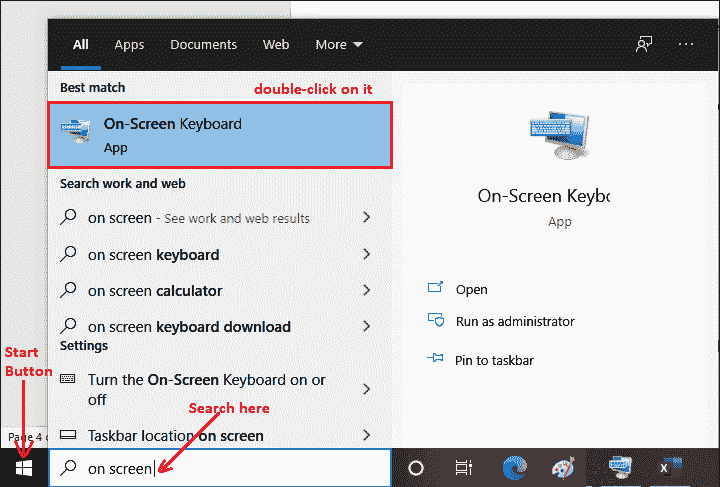 All Apps Documents Web More
Best match
double-click on it
On-Screen Keyboard
App
Search work and web
on screen - See work and web results
on screen keyboard
on screen calculator
on screen keyboard download
Settings
Turn the On-Screen Keyboard on or
off
Taskbar location on screen
On-Screen Keybo
App
Open
Run as administrator
Pin to taskbar
Start
Button
Search here
Page 4
on screen